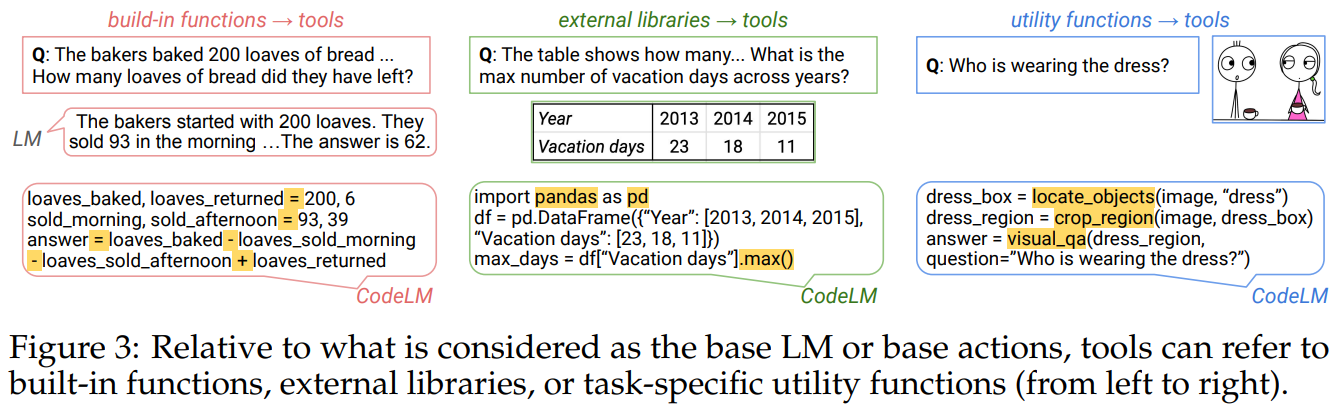 build-in functions → tools
Q: The bakers baked 200 loaves of bread ...
How many loaves of bread did they have left?
LM
The bakers started with 200 loaves. They
sold 93 in the morning …The answer is 62.
loaves_baked, loaves_returned = 200, 6
sold_morning, sold_afternoon = 93, 39
answer = loaves_baked - loaves_sold_morning
- loaves_sold_afternoon + loaves_returned
CodeLM
external libraries → tools
Q: The table shows how many... What is the
max number of vacation days across years?
Year 2013 2014 2015
Vacation days 23 18 11
import pandas as pd
df = pd.DataFrame({“Year”: [2013, 2014, 2015],
“Vacation days”: [23, 18, 11]})
max_days = df[“Vacation days”].max()
CodeLM
utility functions → tools
Q: Who is wearing the dress?
dress_box = locate_objects(image, “dress”)
dress_region = crop_region(image, dress_box)
answer = visual_qa(dress_region,
question=”Who is wearing the dress?”)
CodeLM
Figure 3: Relative to what is considered as the base LM or base actions, tools can refer to
built-in functions, external libraries, or task-specific utility functions (from left to right).